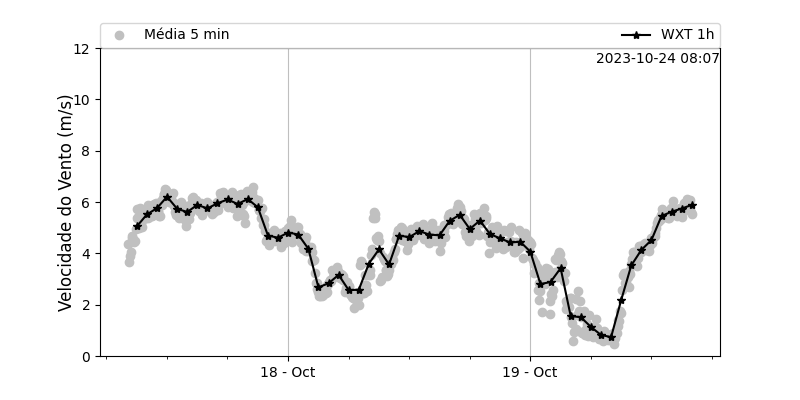 Média 5 min
WXT 1h
2023-10-24 08:07
Velocidade do Vento (m/s)
12
10
8
6
4
2
0
18 - Oct
19 - Oct